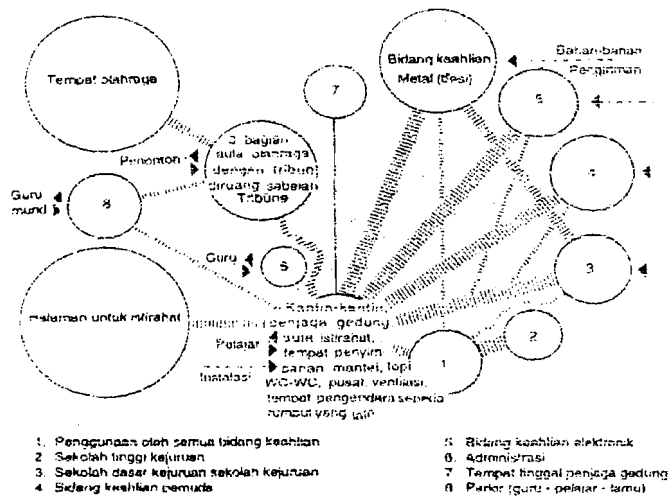 Tempat olahraga
7
Bidang keahlian
Metal (Besi)
Bahan-bahan
Pengiriman
5
3 bagian
aula olahraga
dengan tribun
diruang sebelah
Tribüne
Penonton
4
Guru
murid
8
Guru
6
3
Halaman untuk istirahat
Kantin-kantin
penjaga gedung
Pelajar
aula istirahat,
tempat penyim
panan mantel, topi
Instalasi
WC-WC, pusat, ventilasi,
tempat pengendara sepeda
rumput yang lain
1
2
1. Penggunaan oleh semua bidang keahlian
2 Sekolah tinggi kejuruan
3. Sekolah dasar kejuruan sekolah kejuruan
4 Bidang keahlian pemuda
5 Bidang keahlian elektronik
6. Administrasi
7 Tempat tinggal penjaga gedung
8 Parkir (guru - pelajar - tamu)